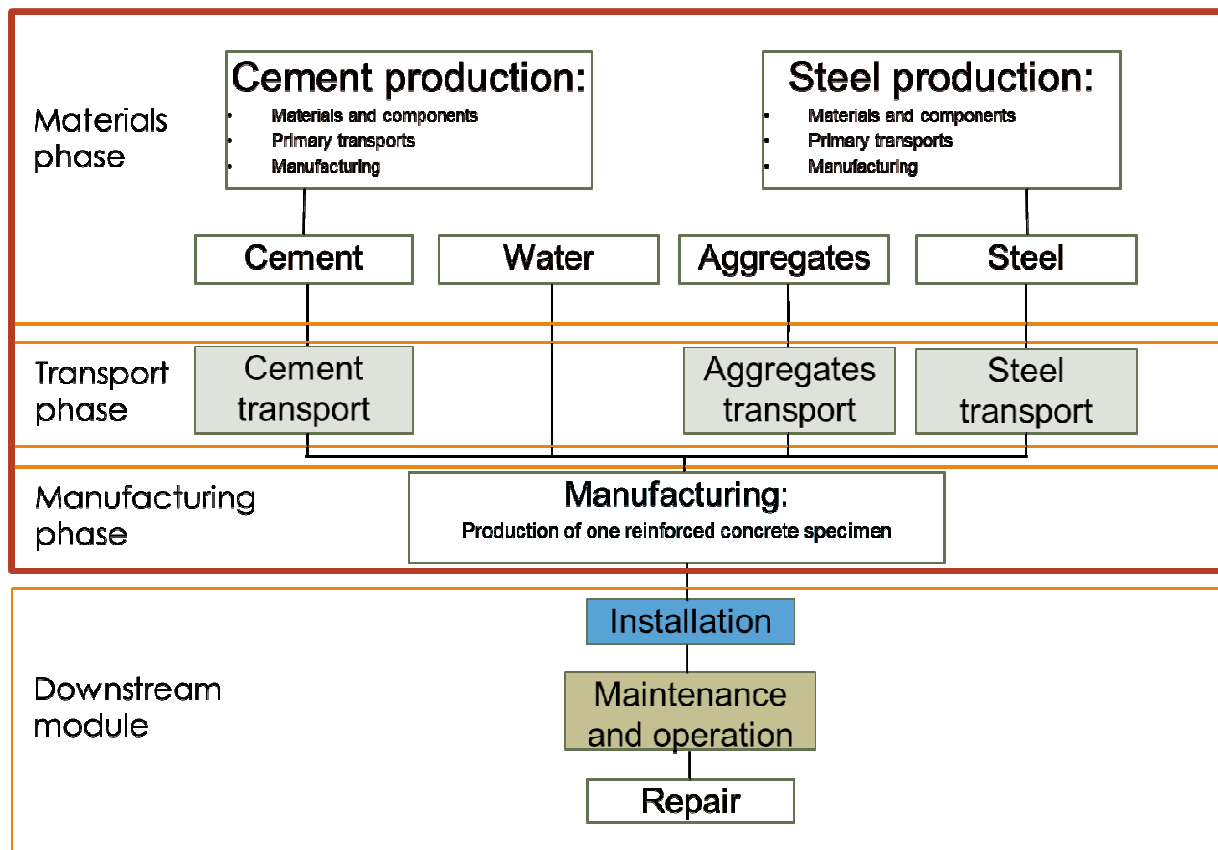 Materials
phase
Cement production:
• Materials and components
• Primary transports
• Manufacturing
Steel production:
• Materials and components
• Primary transports
• Manufacturing
Cement
Water
Aggregates
Steel
Transport
phase
Cement
transport
Aggregates
transport
Steel
transport
Manufacturing
phase
Manufacturing:
Production of one reinforced concrete specimen
Downstream
module
Installation
Maintenance
and operation
Repair